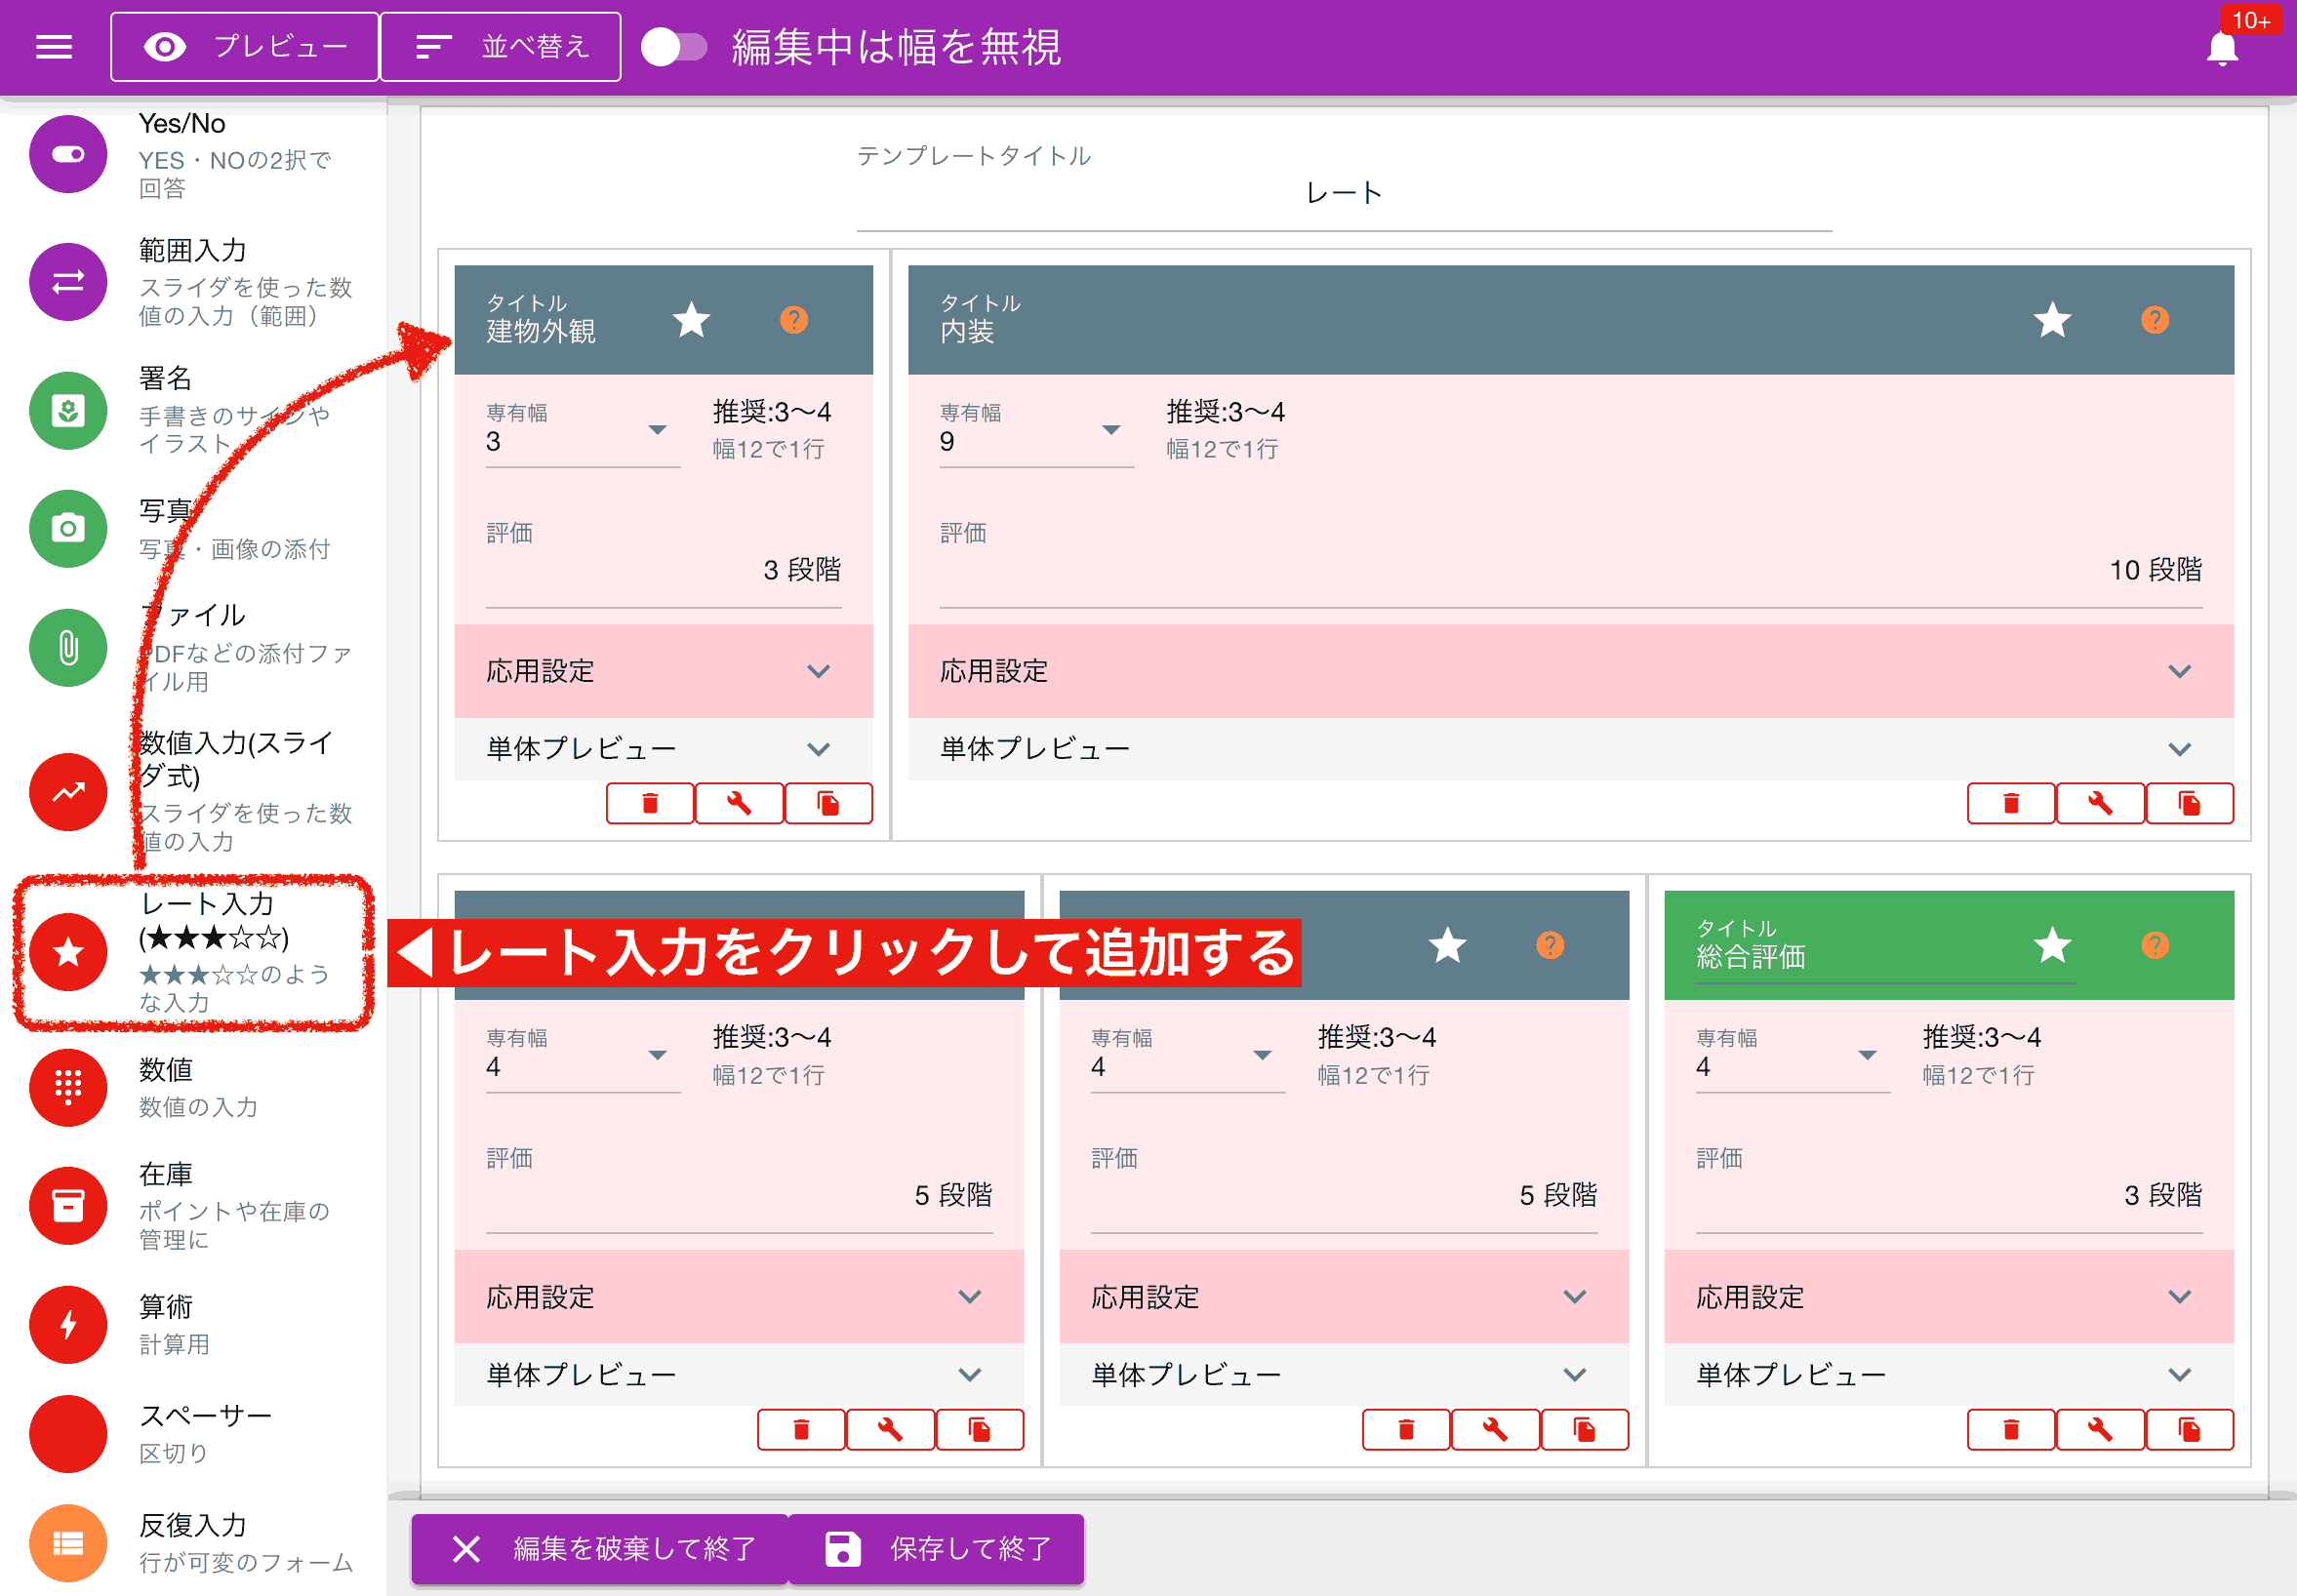 プレビュー
並べ替え
編集中は幅を無視
10+
Yes/No
YES・NOの2択で
回答
範囲入力
スライダを使った数
値の入力（範囲）
署名
手書きのサインや
イラスト
写真
写真・画像の添付
ファイル
PDFなどの添付ファ
イル用
数値入力(スライ
ダ式)
スライダを使った数
値の入力
レート入力
(★★★☆☆)
★★★☆☆のよう
な入力
数値
数値の入力
在庫
ポイントや在庫の
管理に
算術
計算用
スペーサー
区切り
反復入力
行が可変のフォーム
テンプレートタイトル
レート
タイトル
建物外観
専有幅
3
推奨:3〜4
幅12で1行
評価
3 段階
応用設定
単体プレビュー
タイトル
内装
専有幅
9
推奨:3〜4
幅12で1行
評価
10 段階
応用設定
単体プレビュー
レート入力をクリックして追加する
専有幅
4
推奨:3〜4
幅12で1行
評価
5 段階
応用設定
単体プレビュー
専有幅
4
推奨:3〜4
幅12で1行
評価
5 段階
応用設定
単体プレビュー
タイトル
総合評価
専有幅
4
推奨:3〜4
幅12で1行
評価
3 段階
応用設定
単体プレビュー
編集を破棄して終了
保存して終了